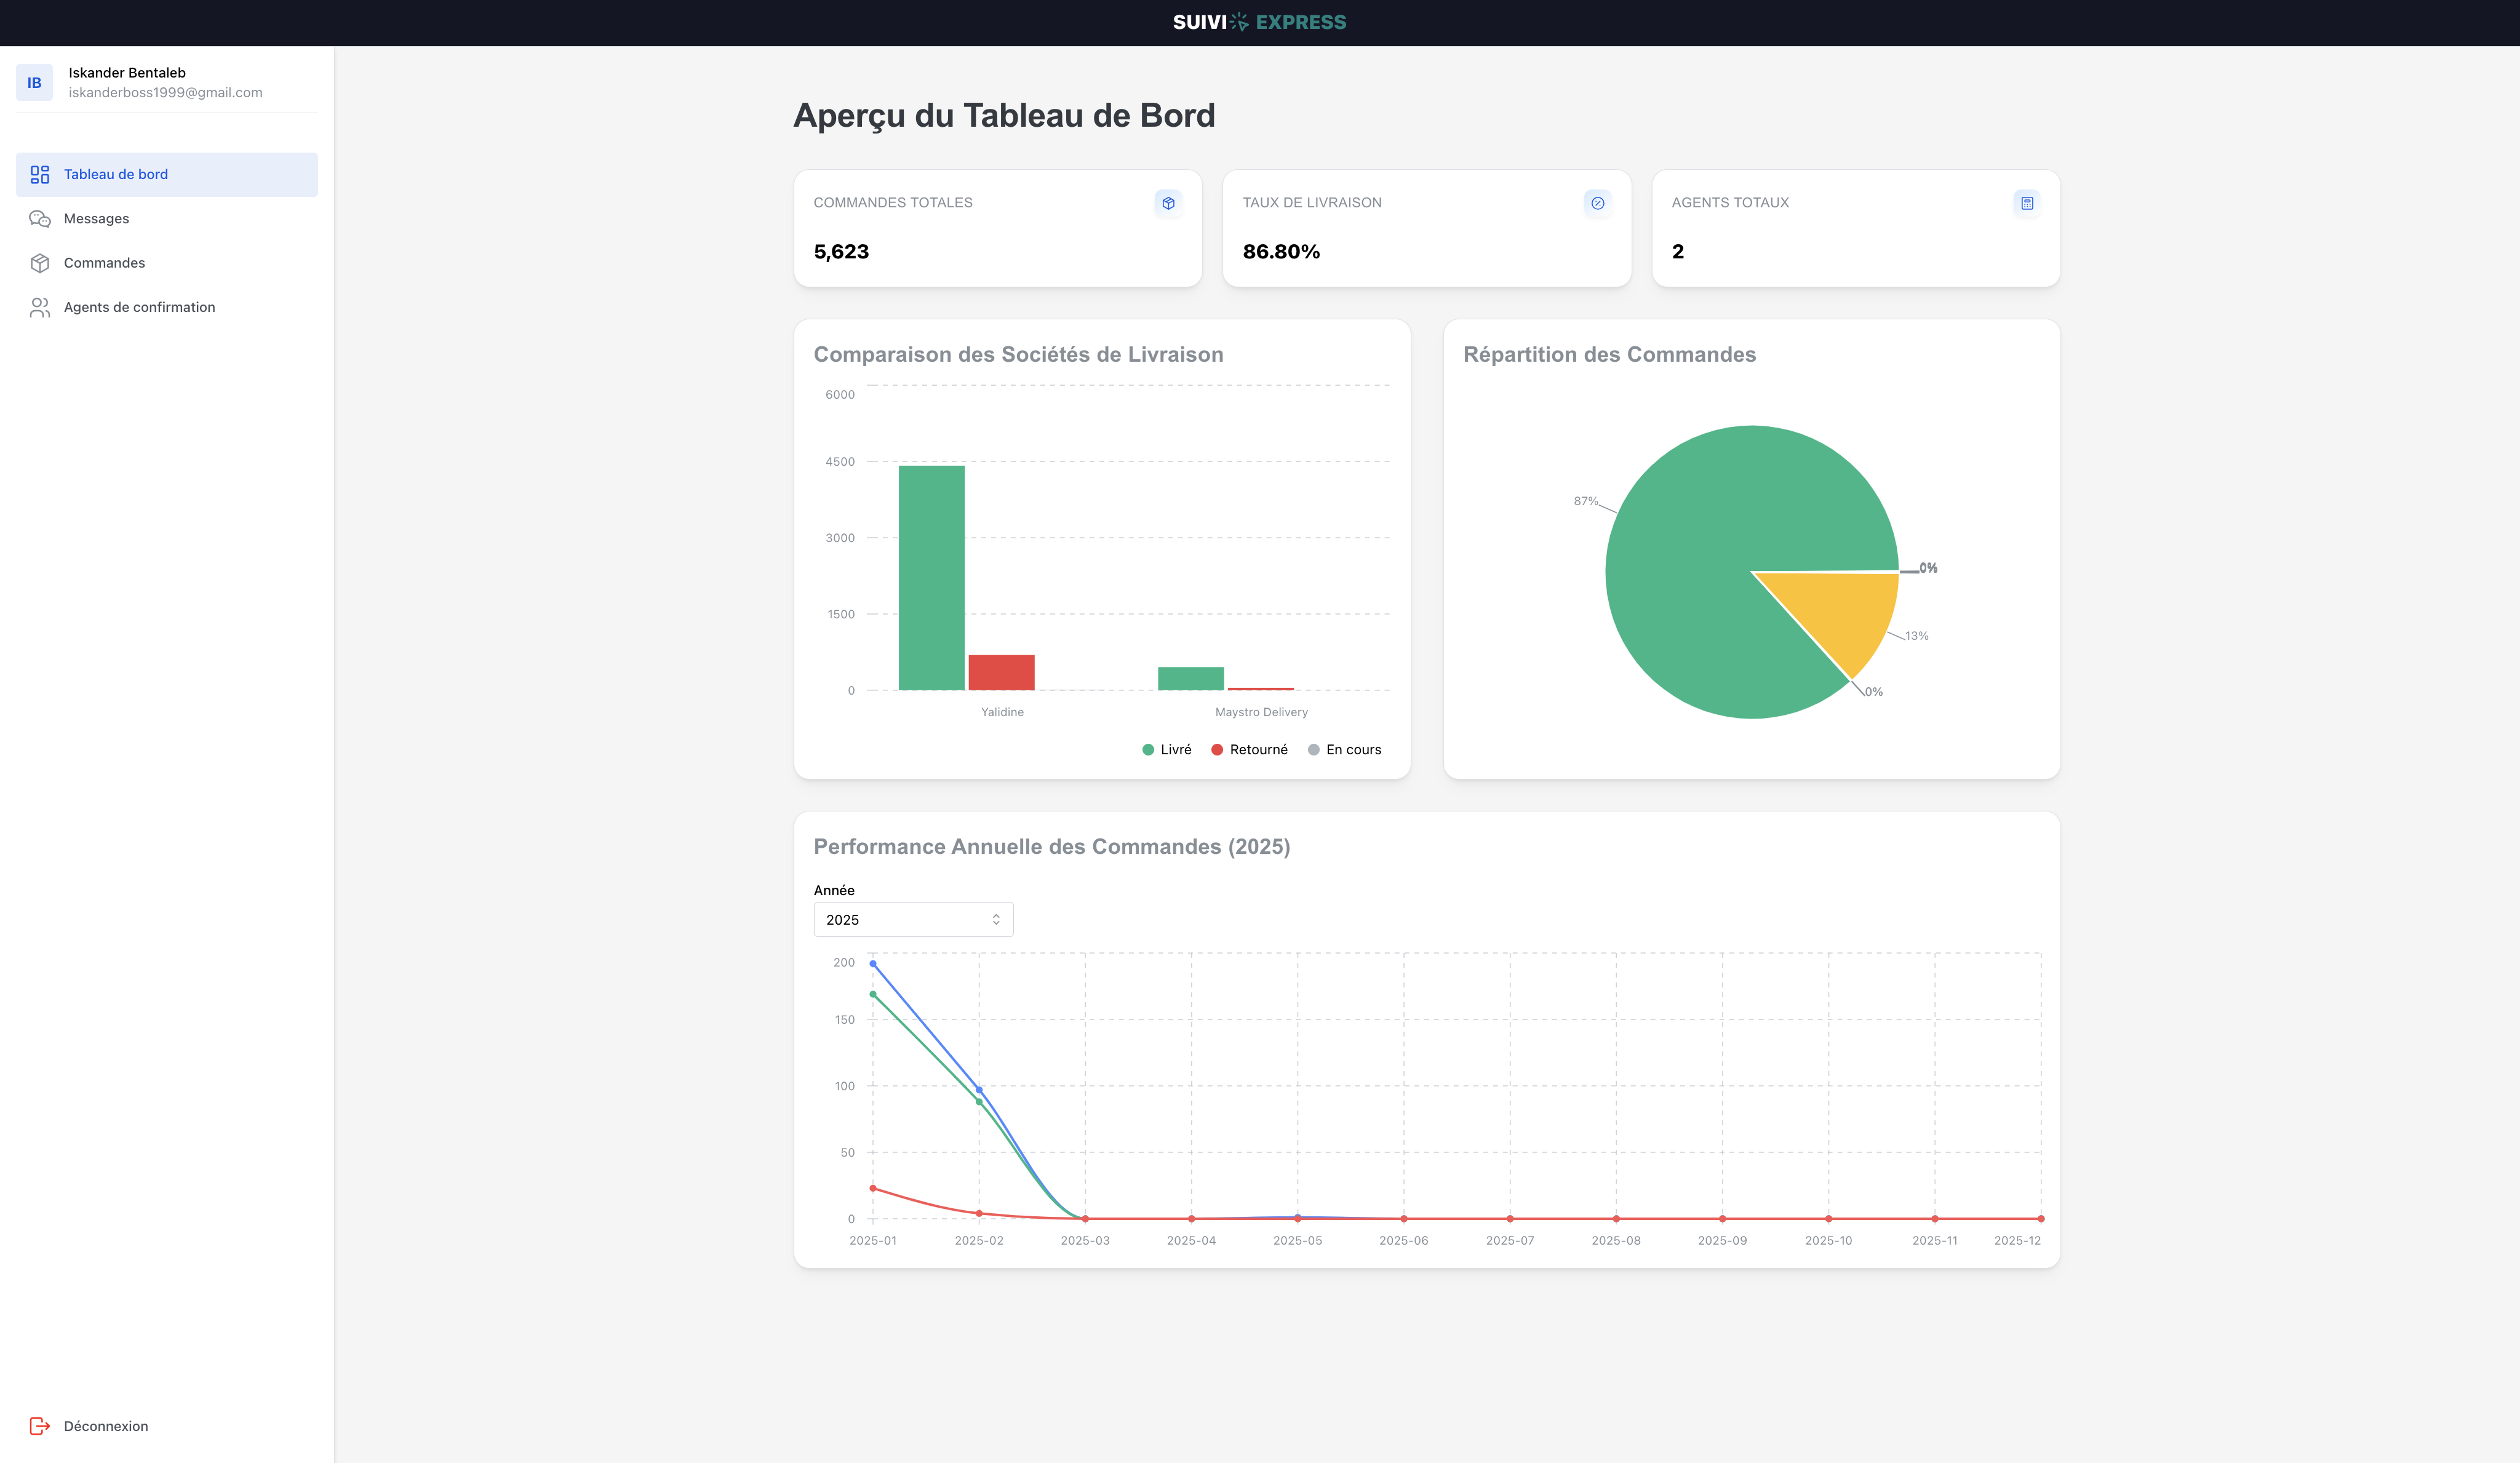 SUIVI EXPRESS
IB
Iskander Bentaleb
iskanderboss1999@gmail.com
Tableau de bord
Messages
Commandes
Agents de confirmation
Déconnexion
Aperçu du Tableau de Bord
COMMANDES TOTALES
5,623
TAUX DE LIVRAISON
86.80%
AGENTS TOTAUX
2
Comparaison des Sociétés de Livraison
6000
4500
3000
1500
0
Yalidine Maystro Delivery
Livré Retourné En cours
Répartition des Commandes
87%
0%
13%
0%
Performance Annuelle des Commandes (2025)
Année
2025
200
150
100
50
0
2025-01 2025-02 2025-03 2025-04 2025-05 2025-06 2025-07 2025-08 2025-09 2025-10 2025-11 2025-12